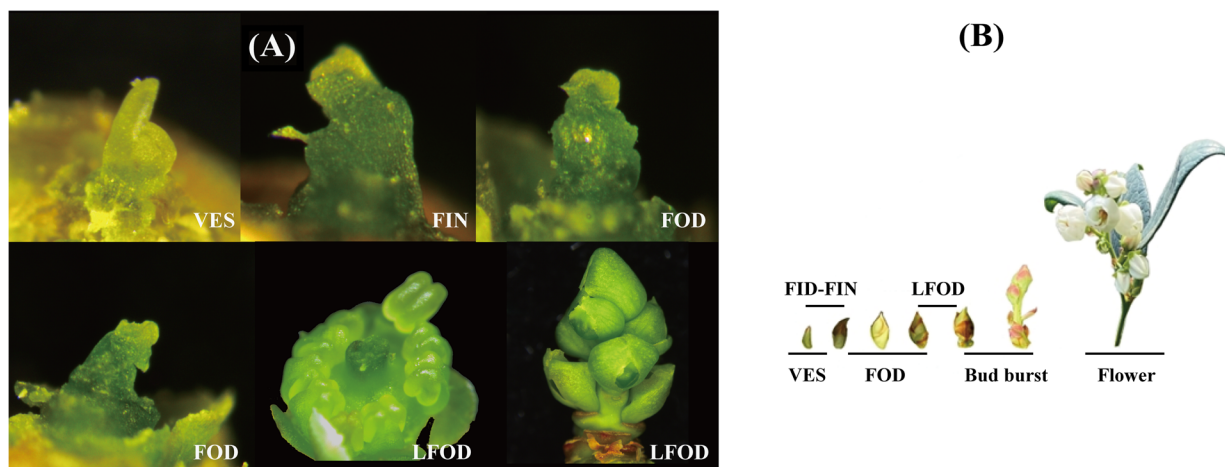 (A)
VES
FIN
FOD
FOD
LFOD
LFOD
(B)
FID-FIN
LFOD
VES
FOD
Bud burst
Flower